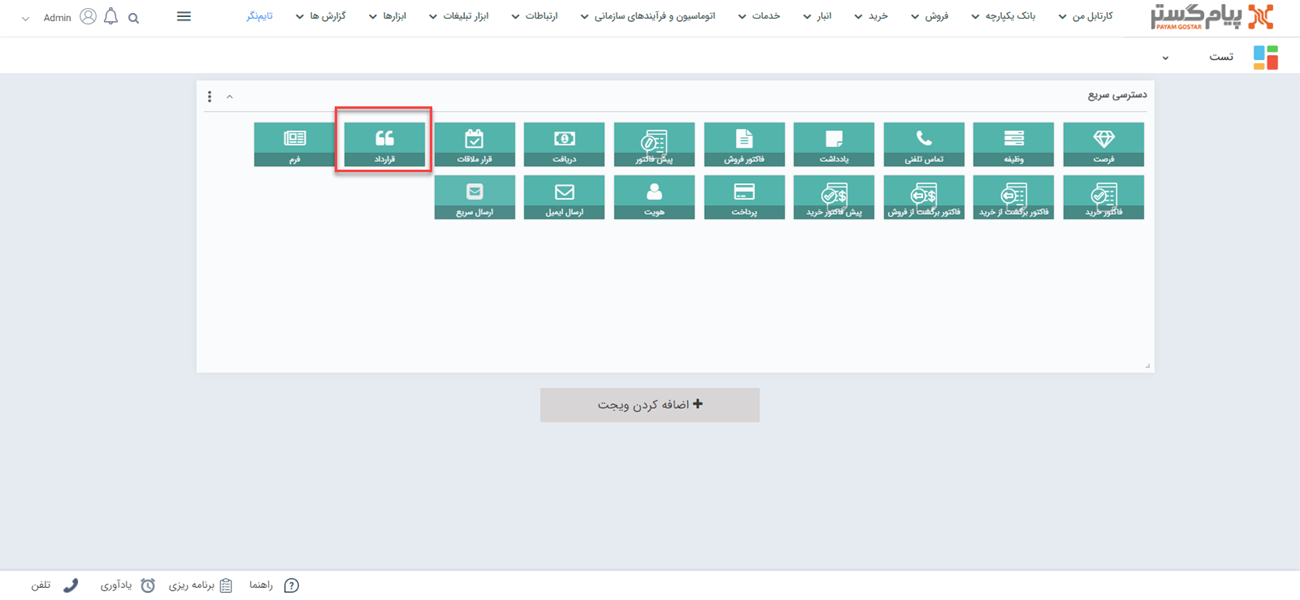 پیام گستر
PAYAM GOSTAR
کارتابل من
بانک یکپارچه
فروش
خرید
انبار
خدمات
اتوماسیون و فرآیندهای سازمانی
ارتباطات
ابزار تبلیغات
ابزارها
گزارش ها
تایم‌نگر
Admin
تست
دسترسی سریع
فرصت
وظیفه
تماس تلفنی
یادداشت
فاکتور فروش
پیش فاکتور
دریافت
قرار ملاقات
قرارداد
فرم
فاکتور خرید
فاکتور برگشت از خرید
فاکتور برگشت از فروش
پیش فاکتور خرید
پرداخت
هویت
ارسال ایمیل
ارسال سریع
اضافه کردن ویجت
راهنما
برنامه ریزی
یادآوری
تلفن